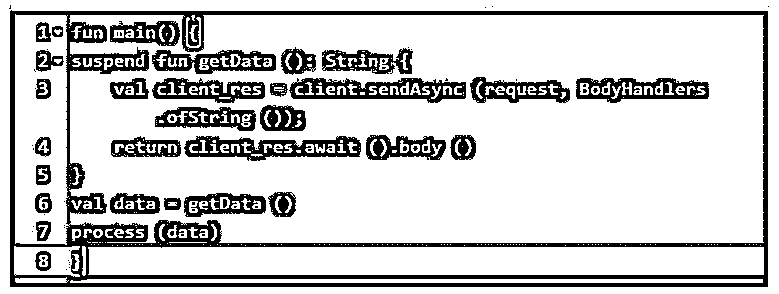 1 fun main() {
2 suspend fun getData (): String {
3 val client_res = client.sendAsync (request, BodyHandlers
.ofString ());
4 return client_res.await ().body ()
5 }
6 val data = getData ()
7 process (data)
8 }